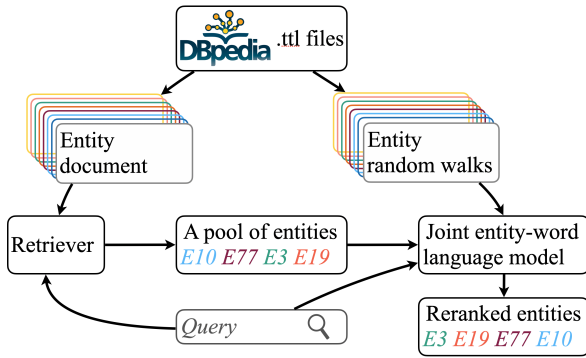 DBpedia .ttl files
Entity
document
Entity
random walks
Retriever
A pool of entities
E10 E77 E3 E19
Joint entity-word
language model
Query
Reranked entities
E3 E19 E77 E10